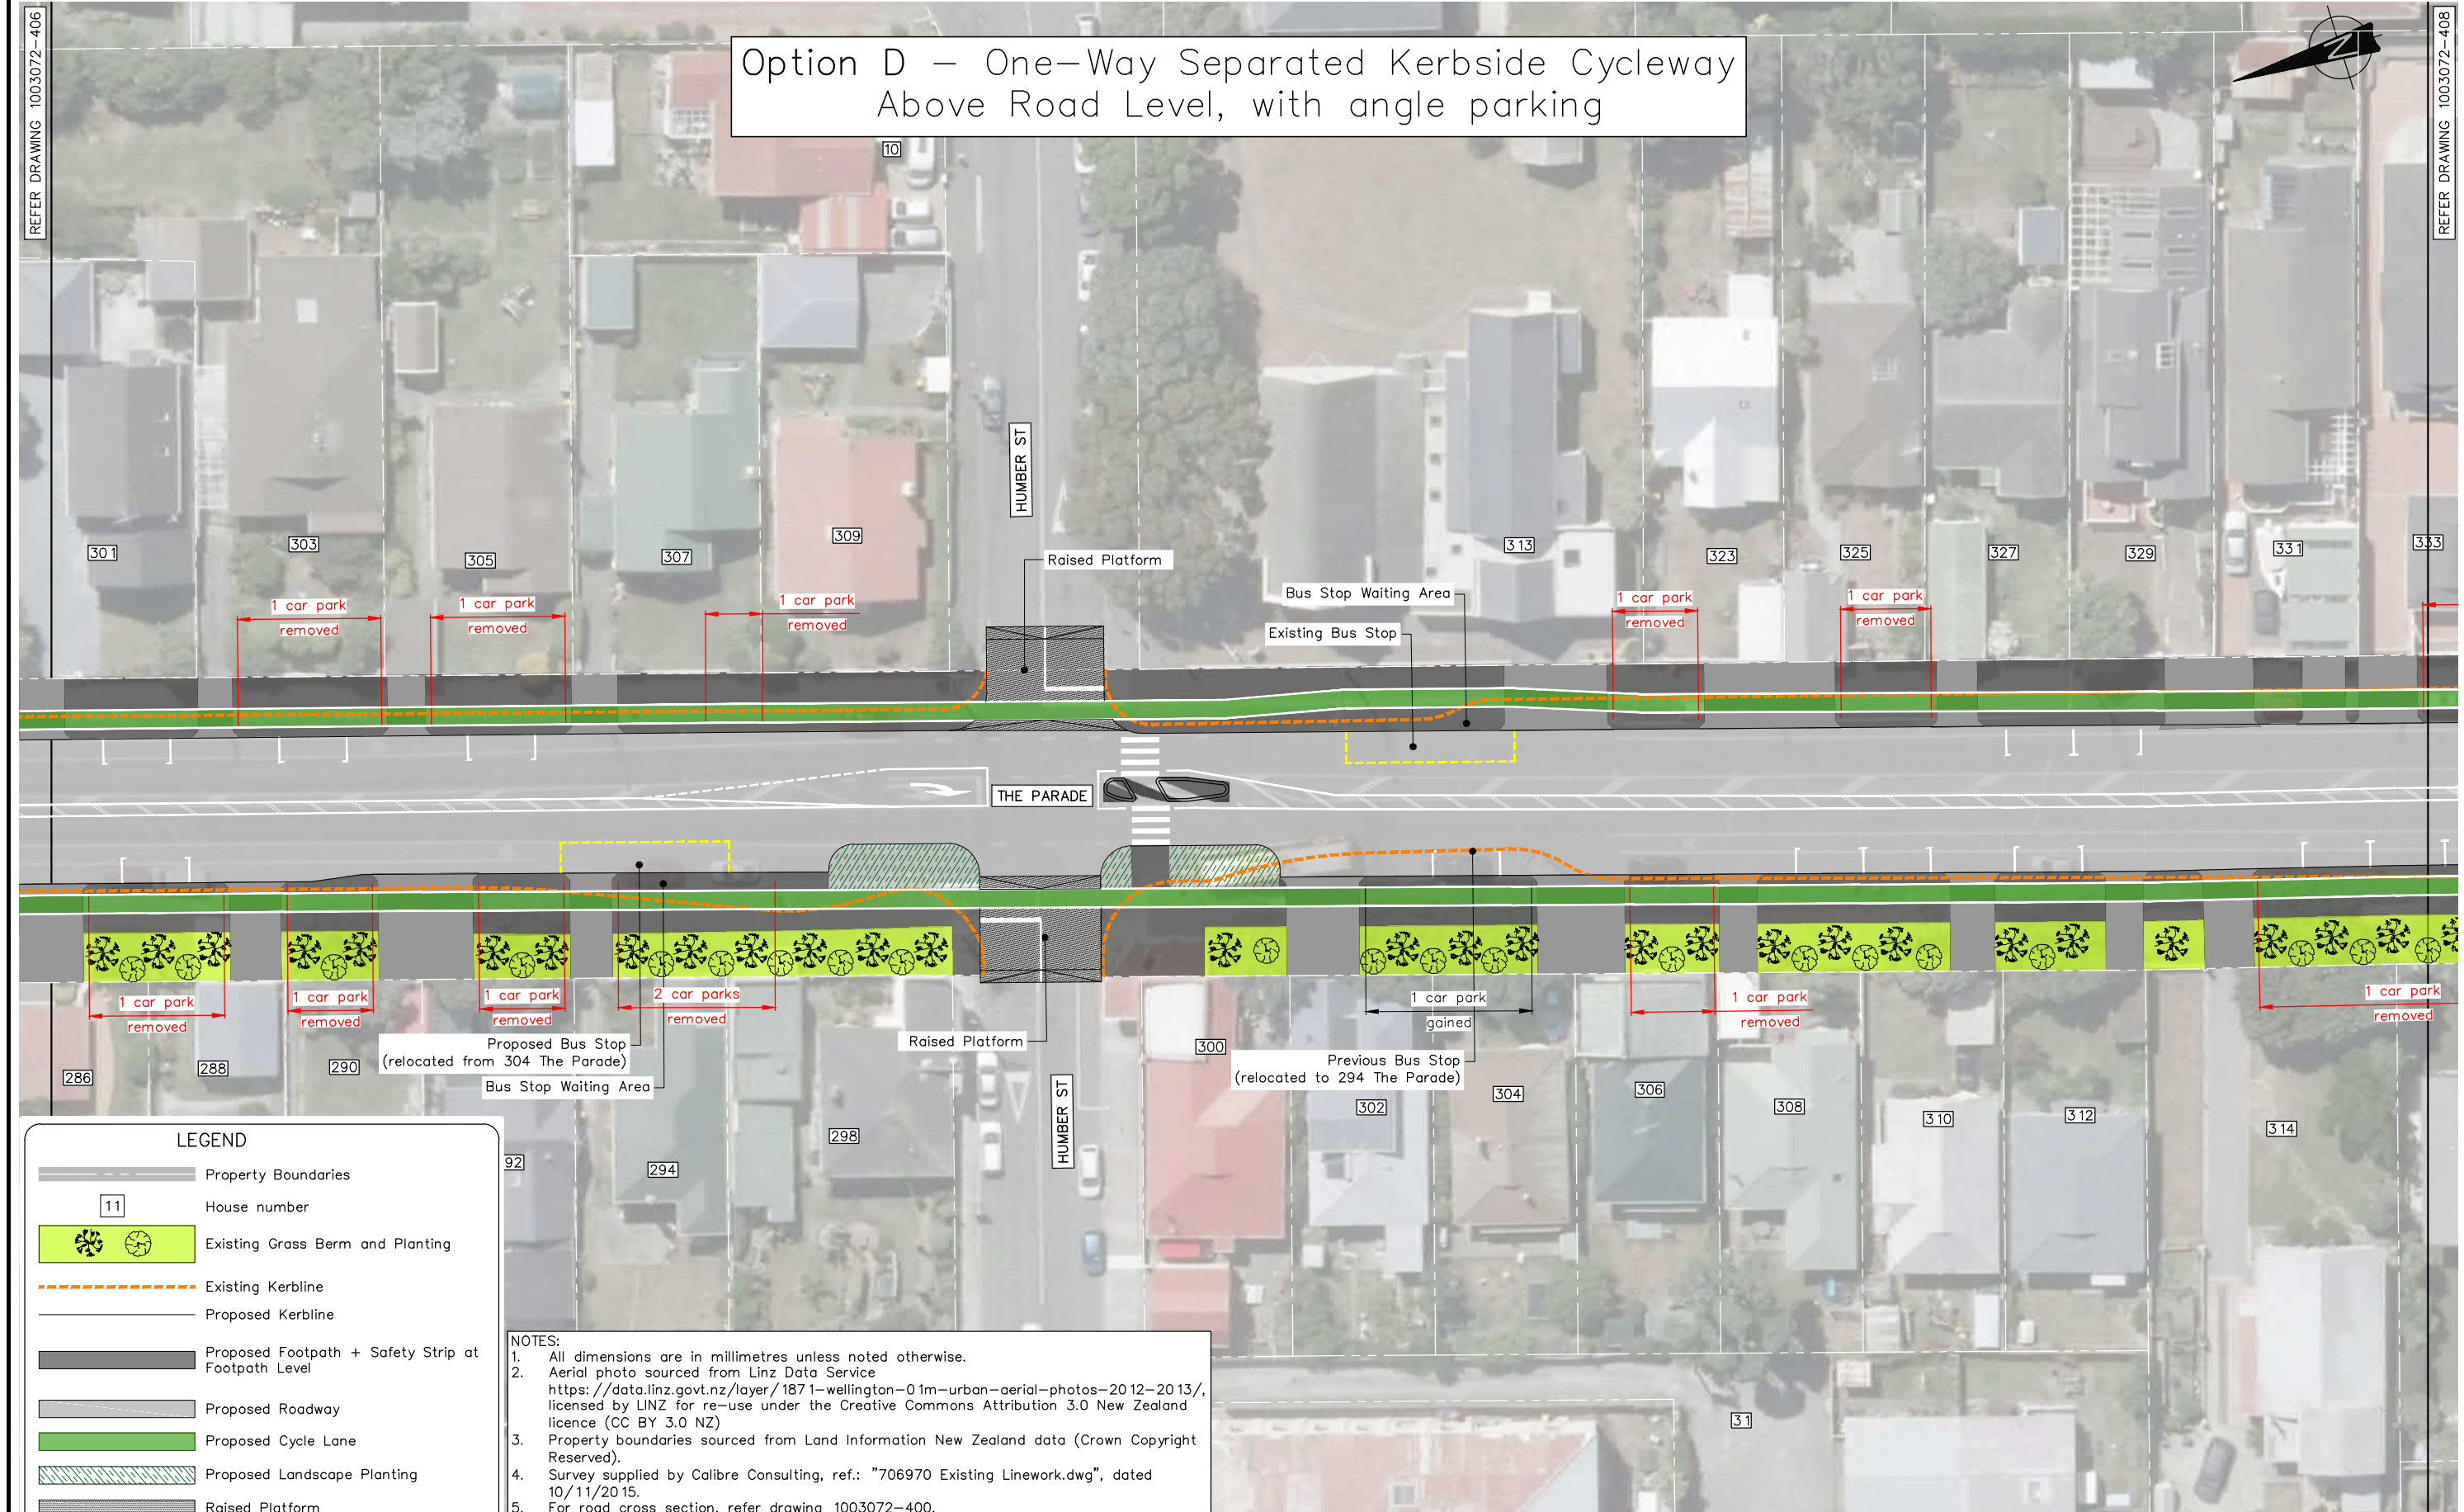 REFER DRAWING 1003072-406
Option D - One-Way Separated Kerbside Cycleway
Above Road Level, with angle parking
REFER DRAWING 1003072-408
N
10
HUMBER ST
301
303
305
307
309
313
323
325
327
329
331
333
Raised Platform
Bus Stop Waiting Area
Existing Bus Stop
1 car park
removed
1 car park
removed
1 car park
removed
1 car park
removed
1 car park
removed
THE PARADE
1 car park
removed
1 car park
removed
1 car park
removed
2 car parks
removed
1 car park
gained
1 car park
removed
1 car park
removed
Proposed Bus Stop
(relocated from 304 The Parade)
Bus Stop Waiting Area
Raised Platform
Previous Bus Stop
(relocated to 294 The Parade)
HUMBER ST
286
288
290
92
294
298
300
302
304
306
308
310
312
314
31
LEGEND
Property Boundaries
11
House number
Existing Grass Berm and Planting
Existing Kerbline
Proposed Kerbline
Proposed Footpath + Safety Strip at
Footpath Level
Proposed Roadway
Proposed Cycle Lane
Proposed Landscape Planting
Raised Platform
NOTES:
1. All dimensions are in millimetres unless noted otherwise.
2. Aerial photo sourced from Linz Data Service
https://data.linz.govt.nz/layer/1871-wellington-01m-urban-aerial-photos-2012-2013/,
licensed by LINZ for re-use under the Creative Commons Attribution 3.0 New Zealand
licence (CC BY 3.0 NZ)
3. Property boundaries sourced from Land Information New Zealand data (Crown Copyright
Reserved).
4. Survey supplied by Calibre Consulting, ref.: "706970 Existing Linework.dwg", dated
10/11/2015.
5. For road cross section, refer drawing 1003072-400.